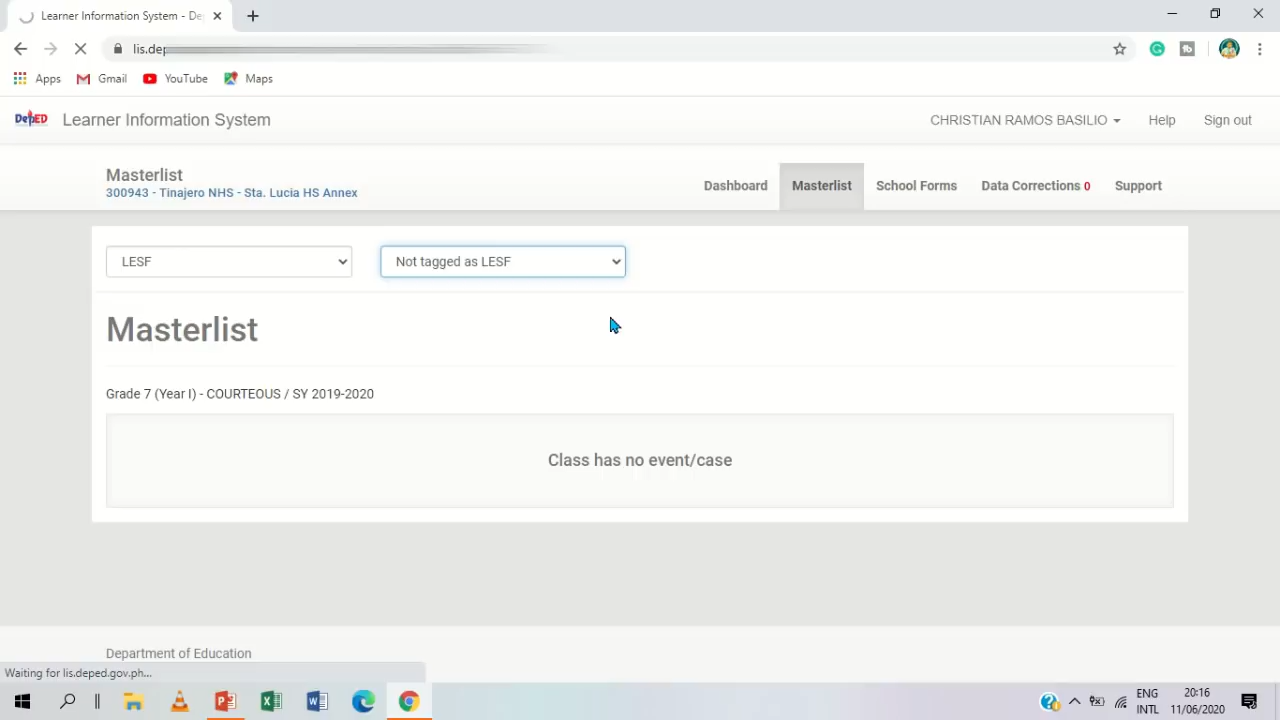 Learner Information System - De
lis.dep
Apps
Gmail
YouTube
Maps
DepED
Learner Information System
CHRISTIAN RAMOS BASILIO
Help
Sign out
Masterlist
300943 - Tinajero NHS - Sta. Lucia HS Annex
Dashboard
Masterlist
School Forms
Data Corrections 0
Support
LESF
Not tagged as LESF
Masterlist
Grade 7 (Year I) - COURTEOUS / SY 2019-2020
Class has no event/case
Department of Education
Waiting for lis.deped.gov.ph...
ENG
INTL
20:16
11/06/2020